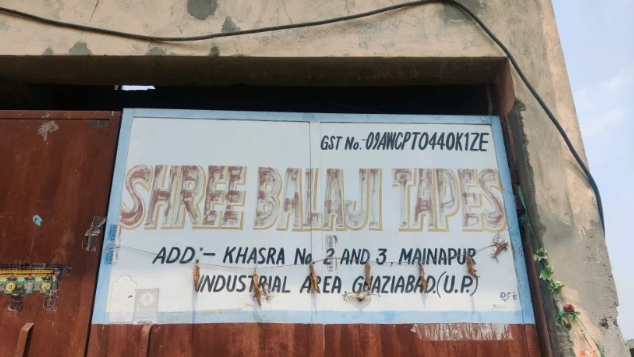 GST No.-09AWCPT0440K1ZE
SHREE BALAJI TAPES
ADD:- KHASRA No. 2 AND 3, MAINAPUR
INDUSTRIAL AREA, GHAZIABAD,(U.P.)